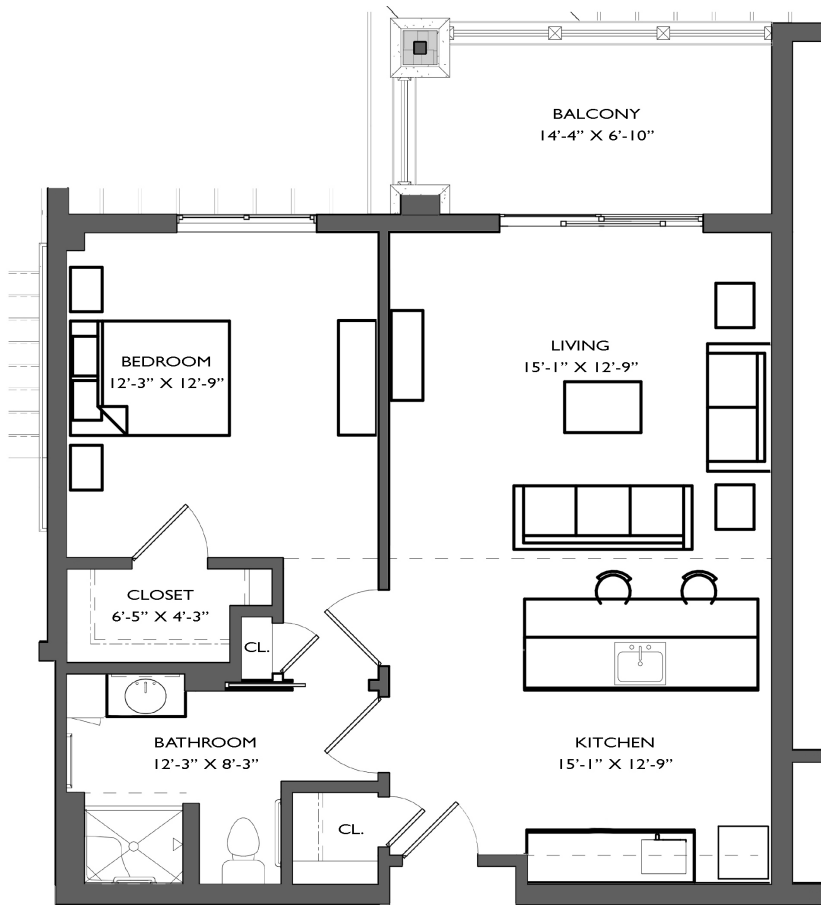 BALCONY
14'-4" X 6'-10"
LIVING
15'-1" X 12'-9"
BEDROOM
12'-3" X 12'-9"
CLOSET
6'-5" X 4'-3"
CL.
BATHROOM
12'-3" X 8'-3"
KITCHEN
15'-1" X 12'-9"
CL.